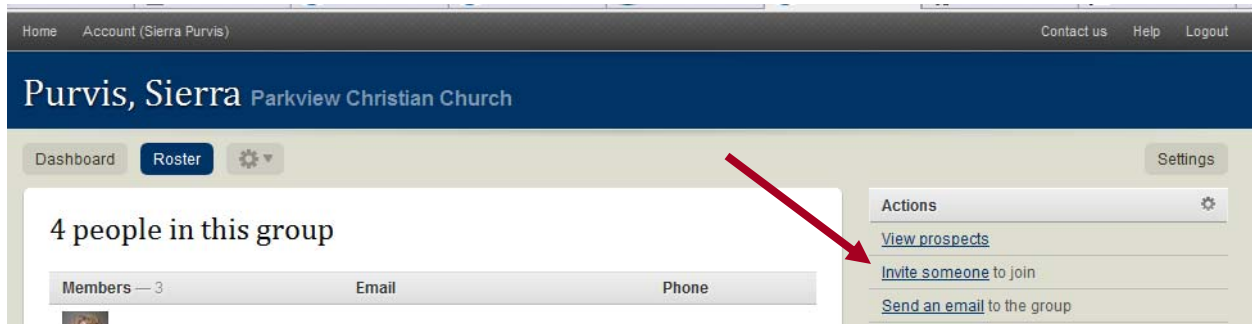 Home Account (Sierra Purvis) Contact us Help Logout
Purvis, Sierra Parkview Christian Church
Dashboard Roster Settings
4 people in this group
Members — 3 Email Phone
Actions
View prospects
Invite someone to join
Send an email to the group